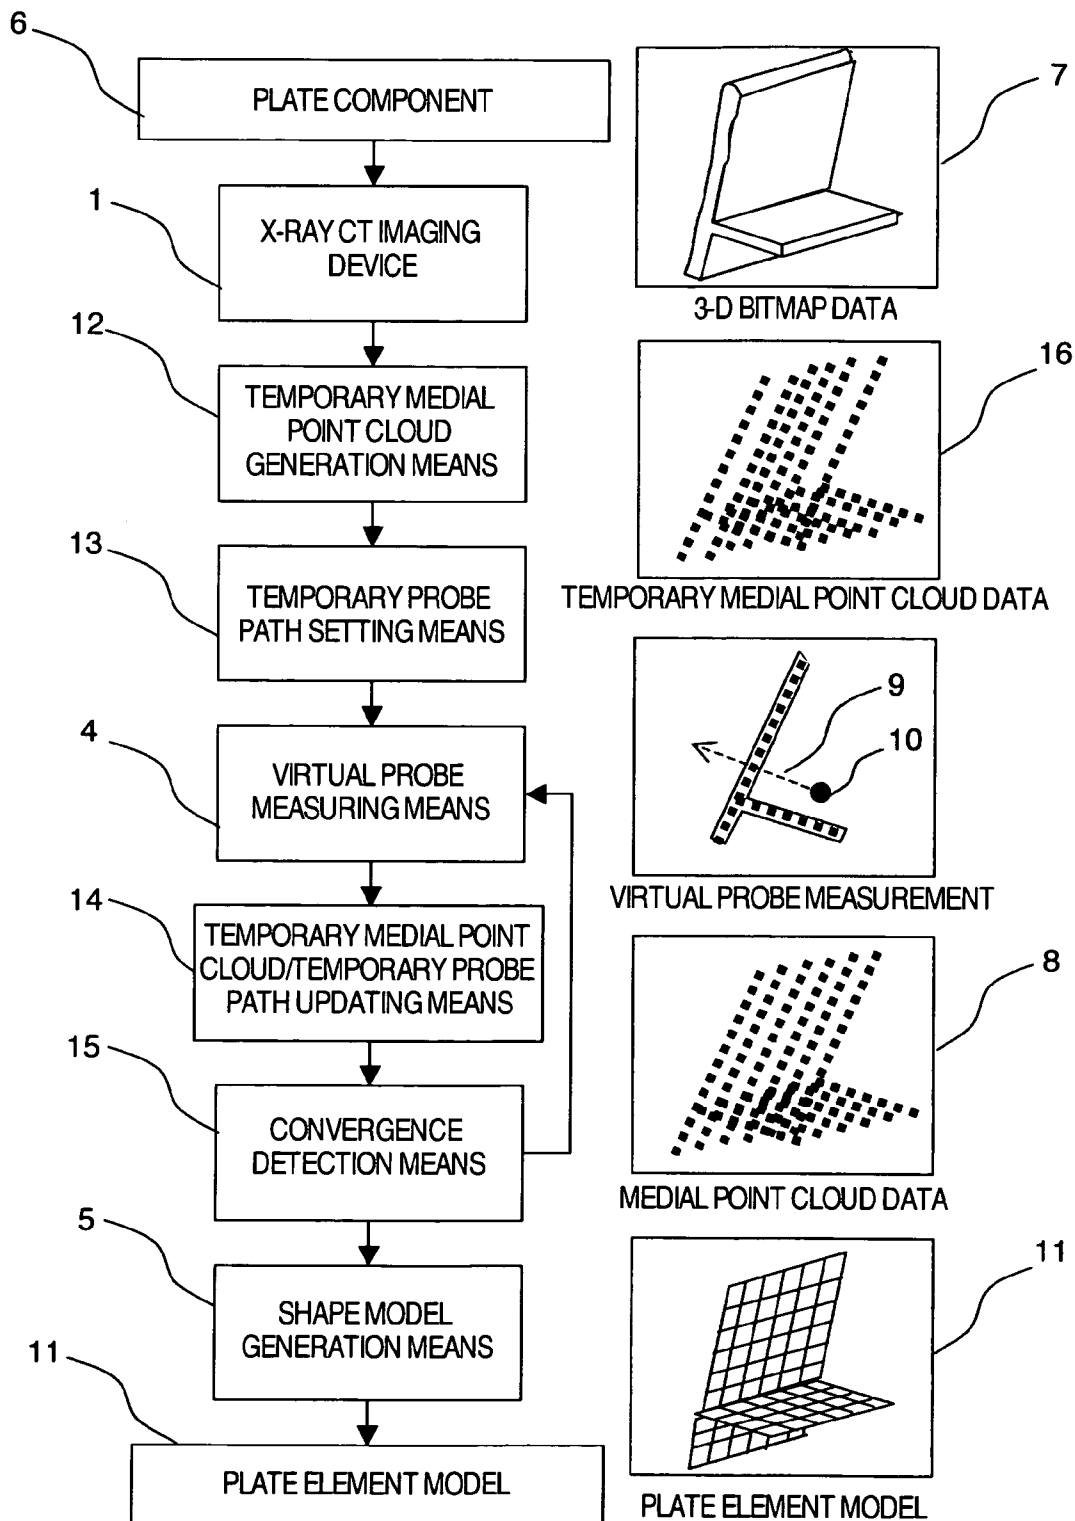 6
PLATE COMPONENT
7
1
X-RAY CT IMAGING
DEVICE
3-D BITMAP DATA
12
TEMPORARY MEDIAL
POINT CLOUD
GENERATION MEANS
16
TEMPORARY MEDIAL POINT CLOUD DATA
13
TEMPORARY PROBE
PATH SETTING MEANS
9
10
VIRTUAL PROBE MEASUREMENT
4
VIRTUAL PROBE
MEASURING MEANS
14
TEMPORARY MEDIAL POINT
CLOUD/TEMPORARY PROBE
PATH UPDATING MEANS
8
MEDIAL POINT CLOUD DATA
15
CONVERGENCE
DETECTION MEANS
5
SHAPE MODEL
GENERATION MEANS
11
PLATE ELEMENT MODEL
11
PLATE ELEMENT MODEL